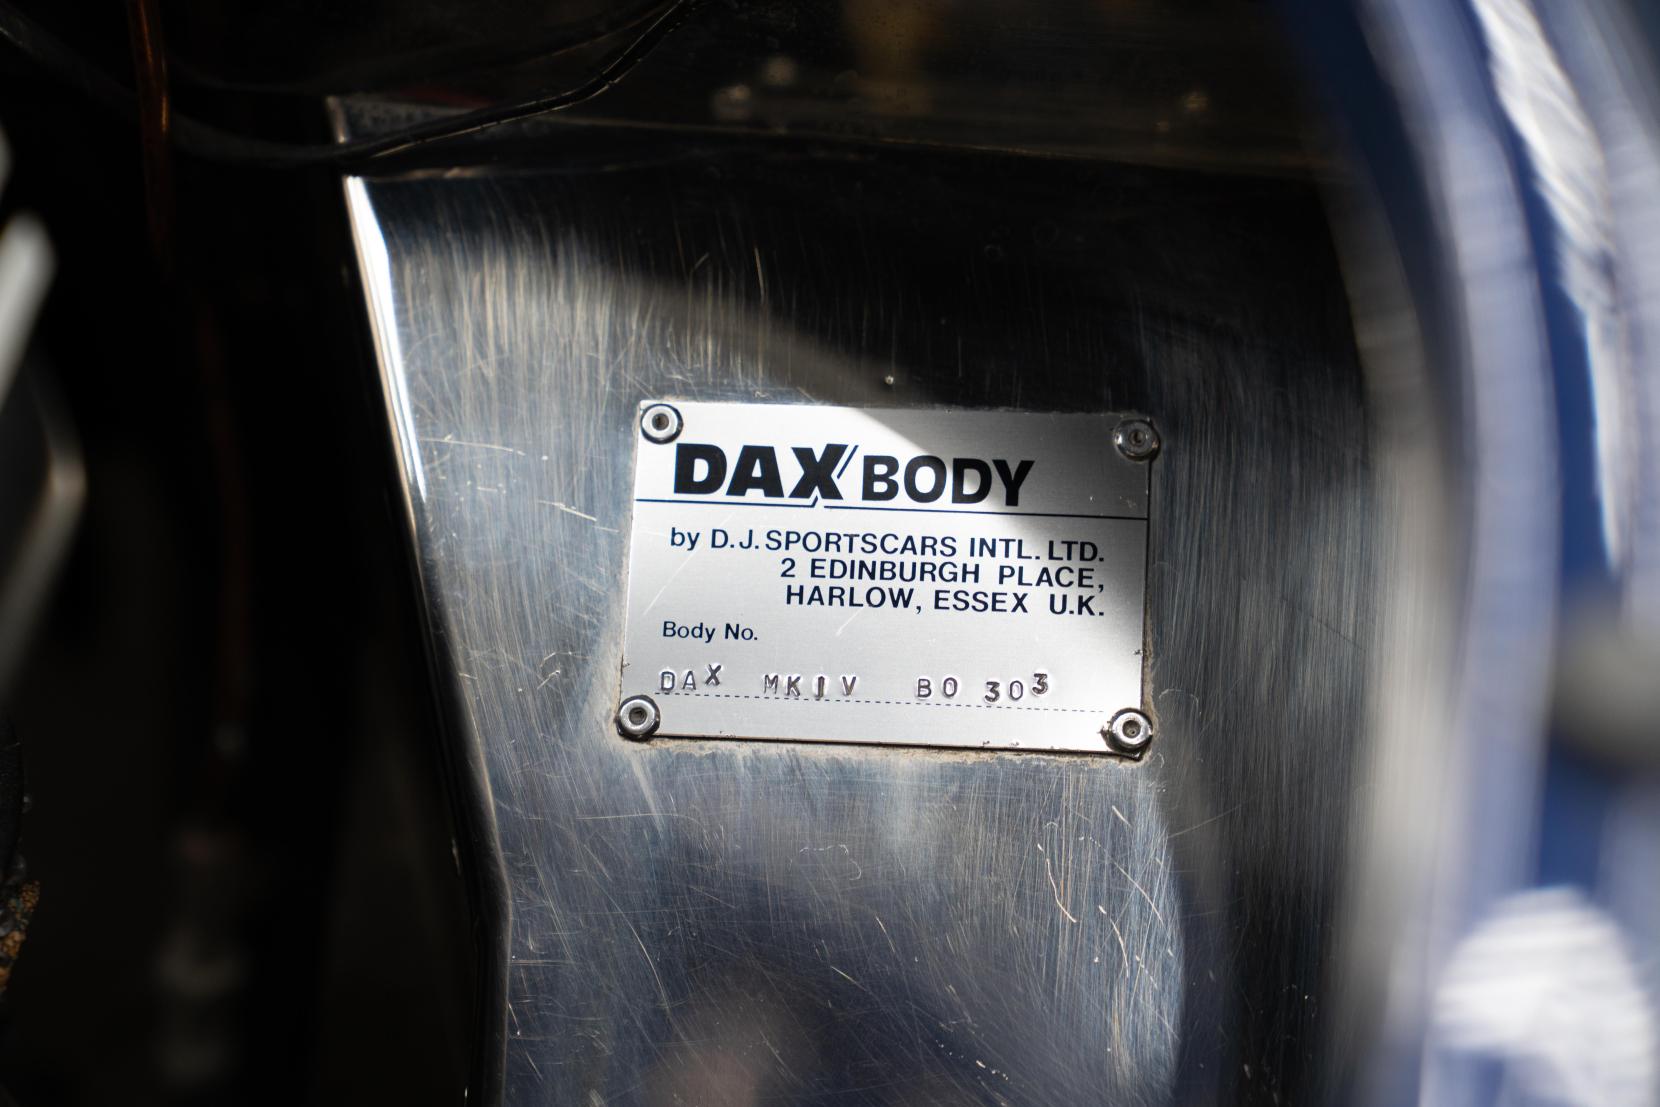 DAX BODY
by D.J. SPORTSCARS INTL. LTD.
2 EDINBURGH PLACE,
HARLOW, ESSEX U.K.
Body No.
DAX MKIV BO 303